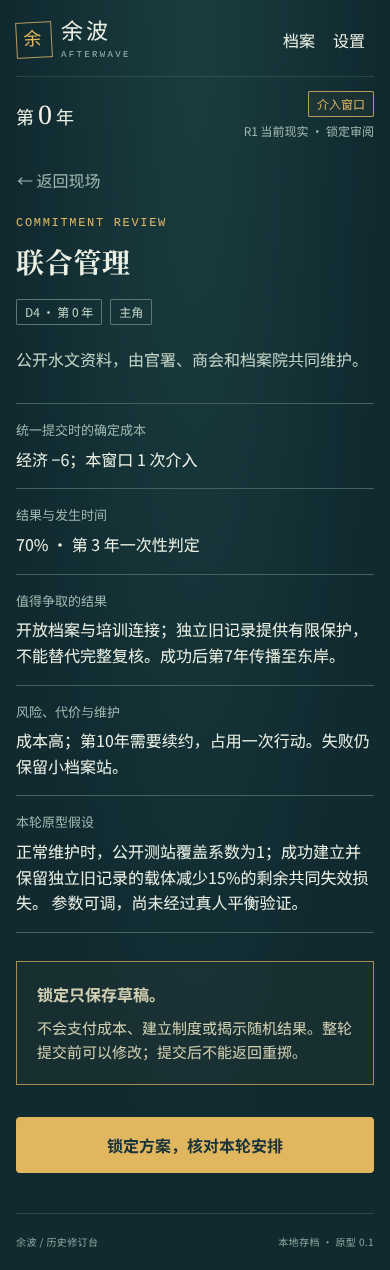 余
余波
AFTERWAVE
档案 设置
第0年
介入窗口
R1 当前现实 · 锁定审阅
← 返回现场
COMMITMENT REVIEW
联合管理
D4 · 第 0 年
主角
公开水文资料，由官署、商会和档案院共同维护。
统一提交时的确定成本
经济 −6；本窗口 1 次介入
结果与发生时间
70% · 第 3 年一次性判定
值得争取的结果
开放档案与培训连接；独立旧记录提供有限保护，
不能替代完整复核。成功后第7年传播至东岸。
风险、代价与维护
成本高；第10年需要续约，占用一次行动。失败仍
保留小档案站。
本轮原型假设
正常维护时，公开测站覆盖系数为1；成功建立并
保留独立旧记录的载体减少15%的剩余共同失效损
失。 参数可调，尚未经过真人平衡验证。
锁定只保存草稿。
不会支付成本、建立制度或揭示随机结果。整轮
提交前可以修改；提交后不能返回重掷。
锁定方案，核对本轮安排
余波 / 历史修订台
本地存档 · 原型 0.1